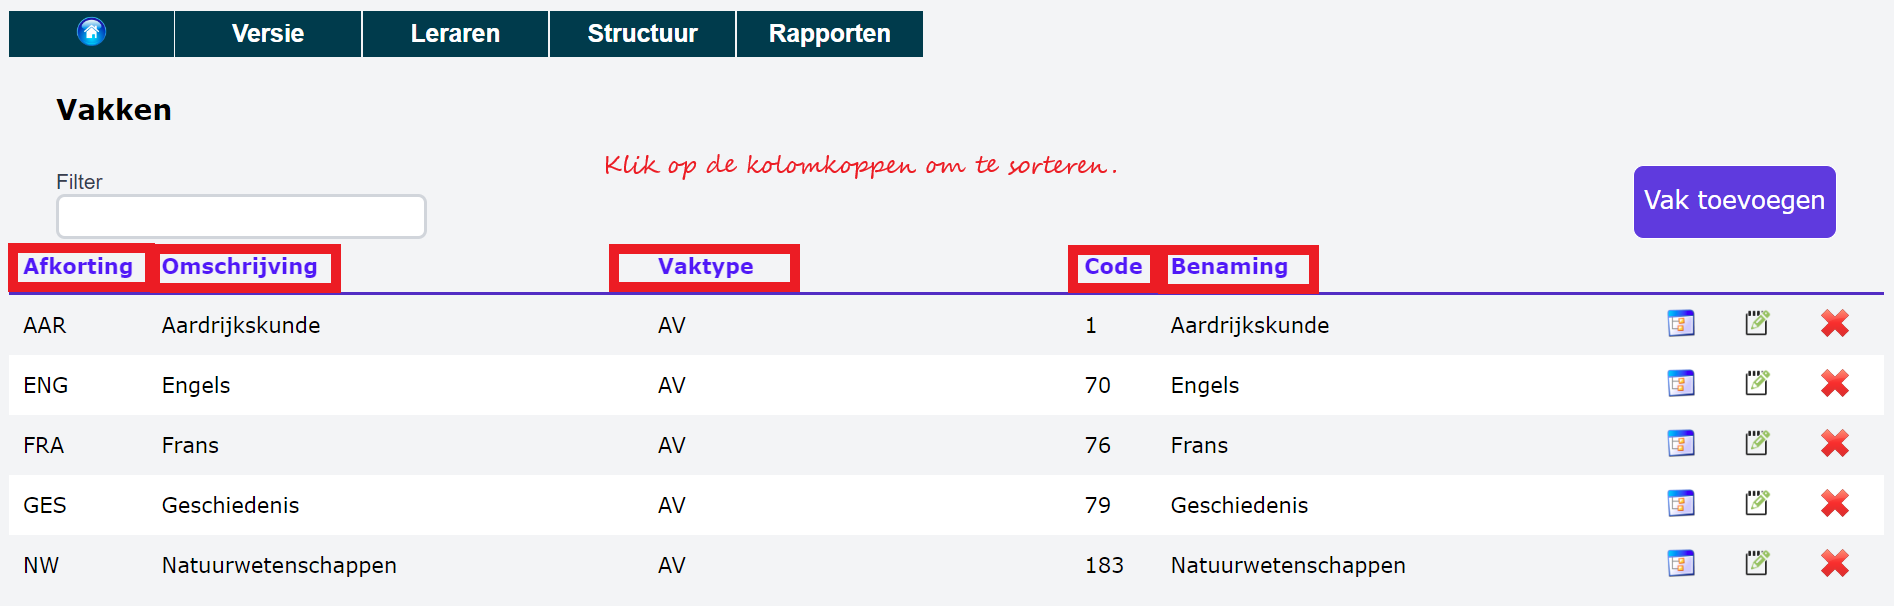 Versie Leraren Structuur Rapporten
Vakken
Klik op de kolomkoppen om te sorteren.
Filter
Vak toevoegen
Afkorting Omschrijving Vaktype Code Benaming
AAR Aardrijkskunde AV 1 Aardrijkskunde
ENG Engels AV 70 Engels
FRA Frans AV 76 Frans
GES Geschiedenis AV 79 Geschiedenis
NW Natuurwetenschappen AV 183 Natuurwetenschappen